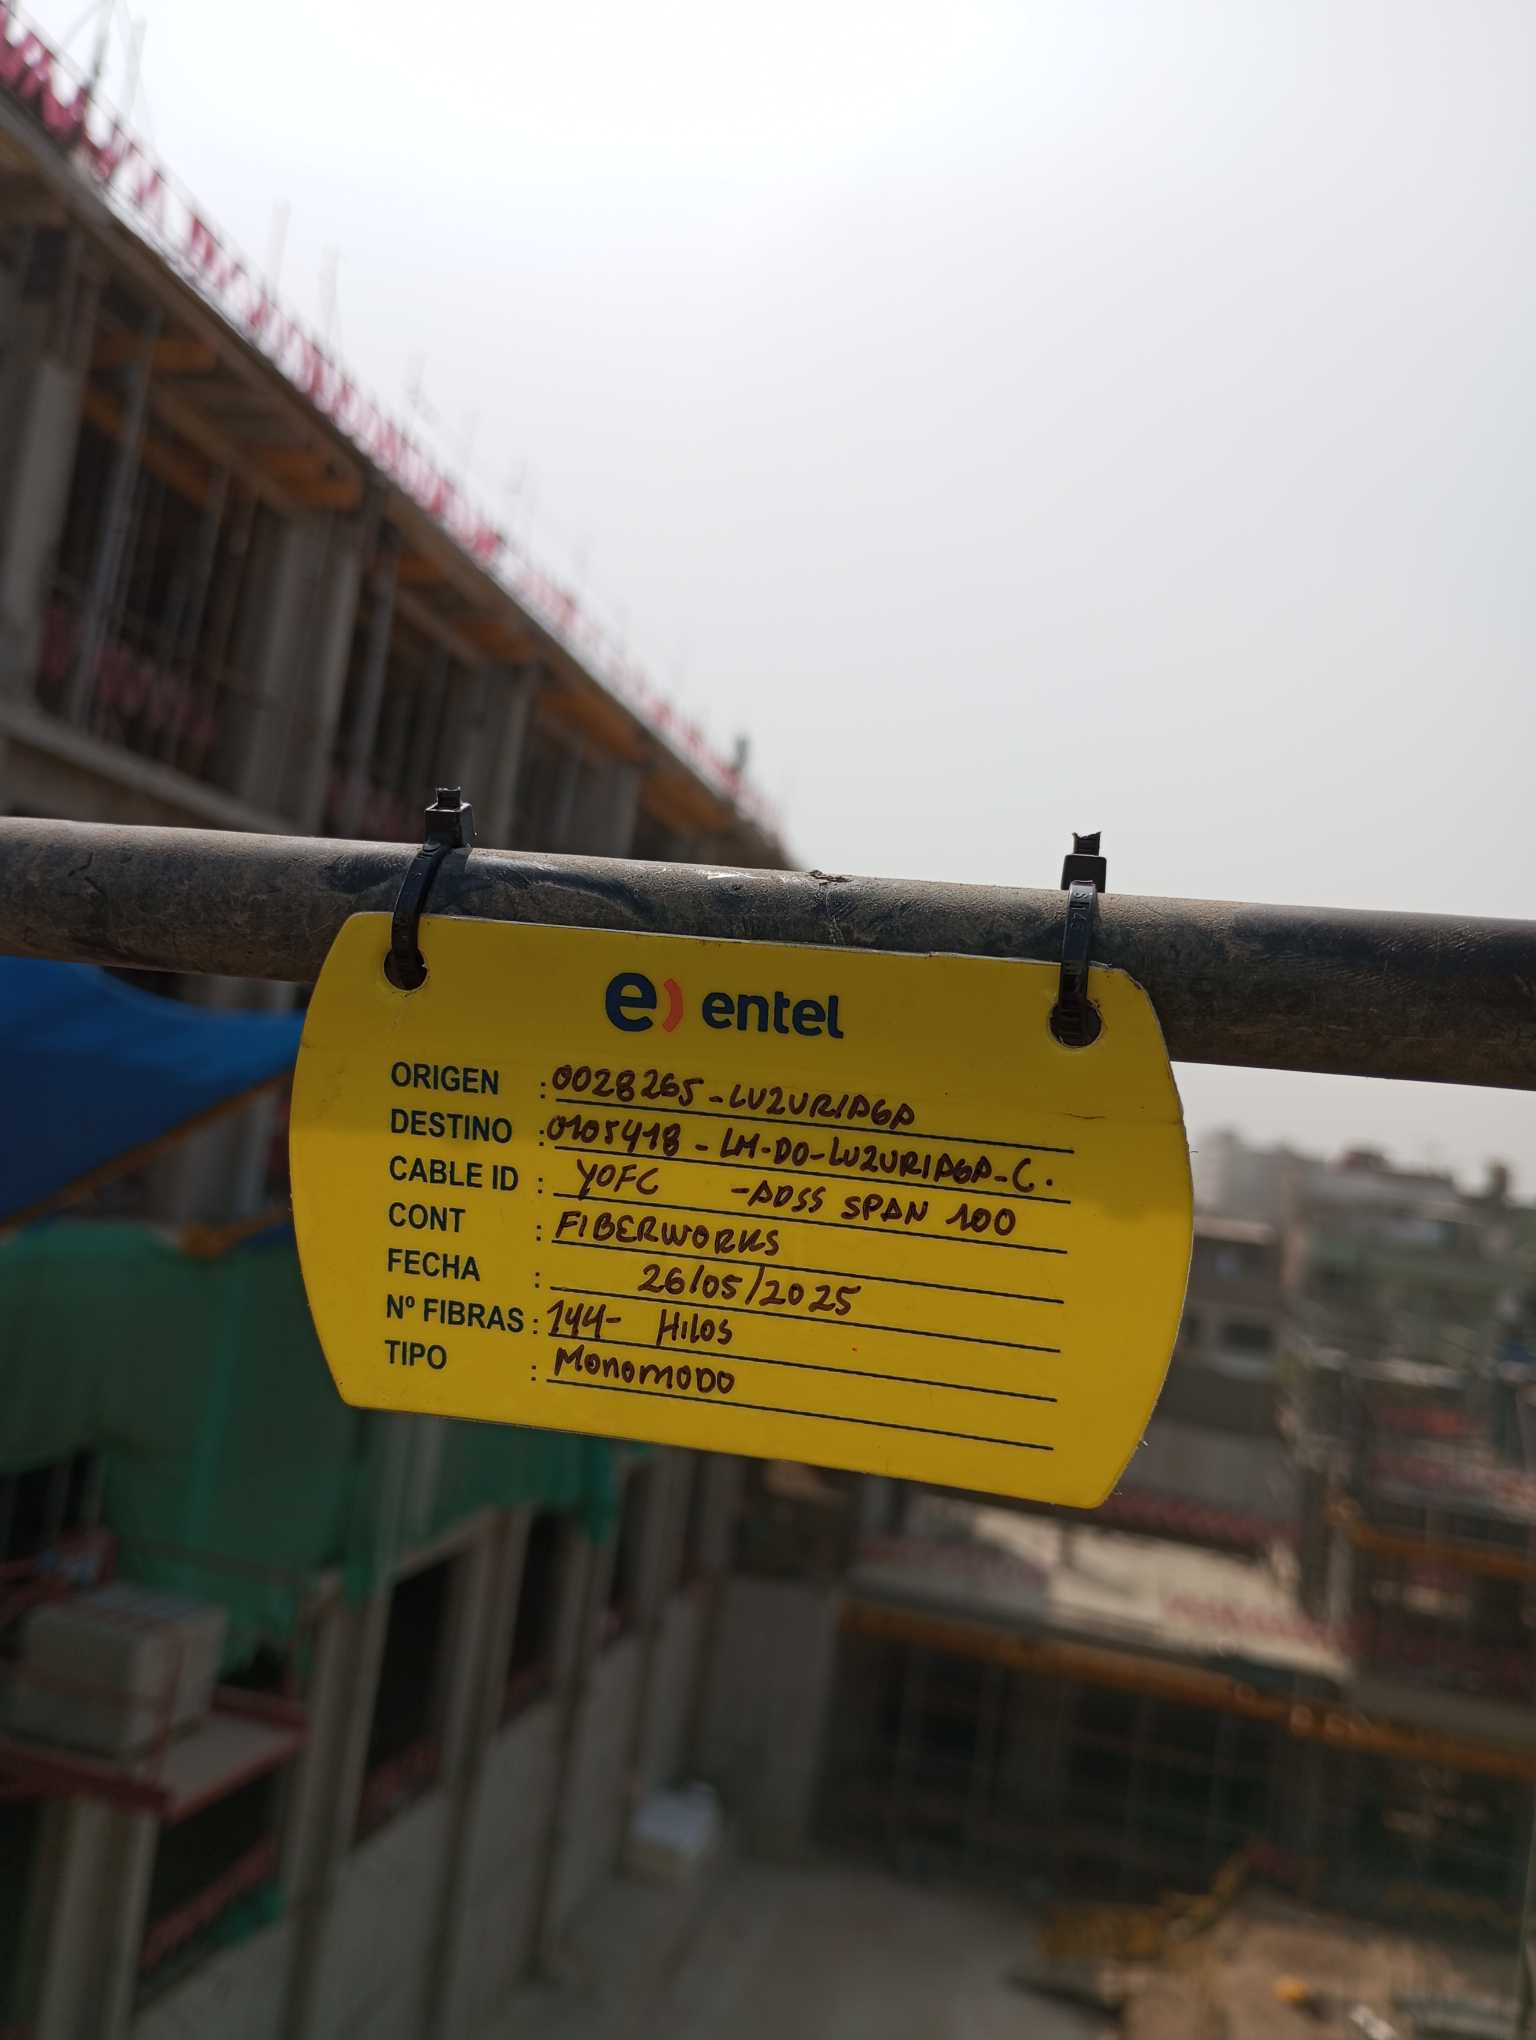 e) entel
ORIGEN : 0028265-LUZURIAGA
DESTINO : 0105418-LM-DO-LUZURIAGA-C.
CABLE ID : YOFC -ADSS SPAN 100
CONT : FIBERWORKS
FECHA : 26/05/2025
Nº FIBRAS : 144- Hilos
TIPO : MonoMODO